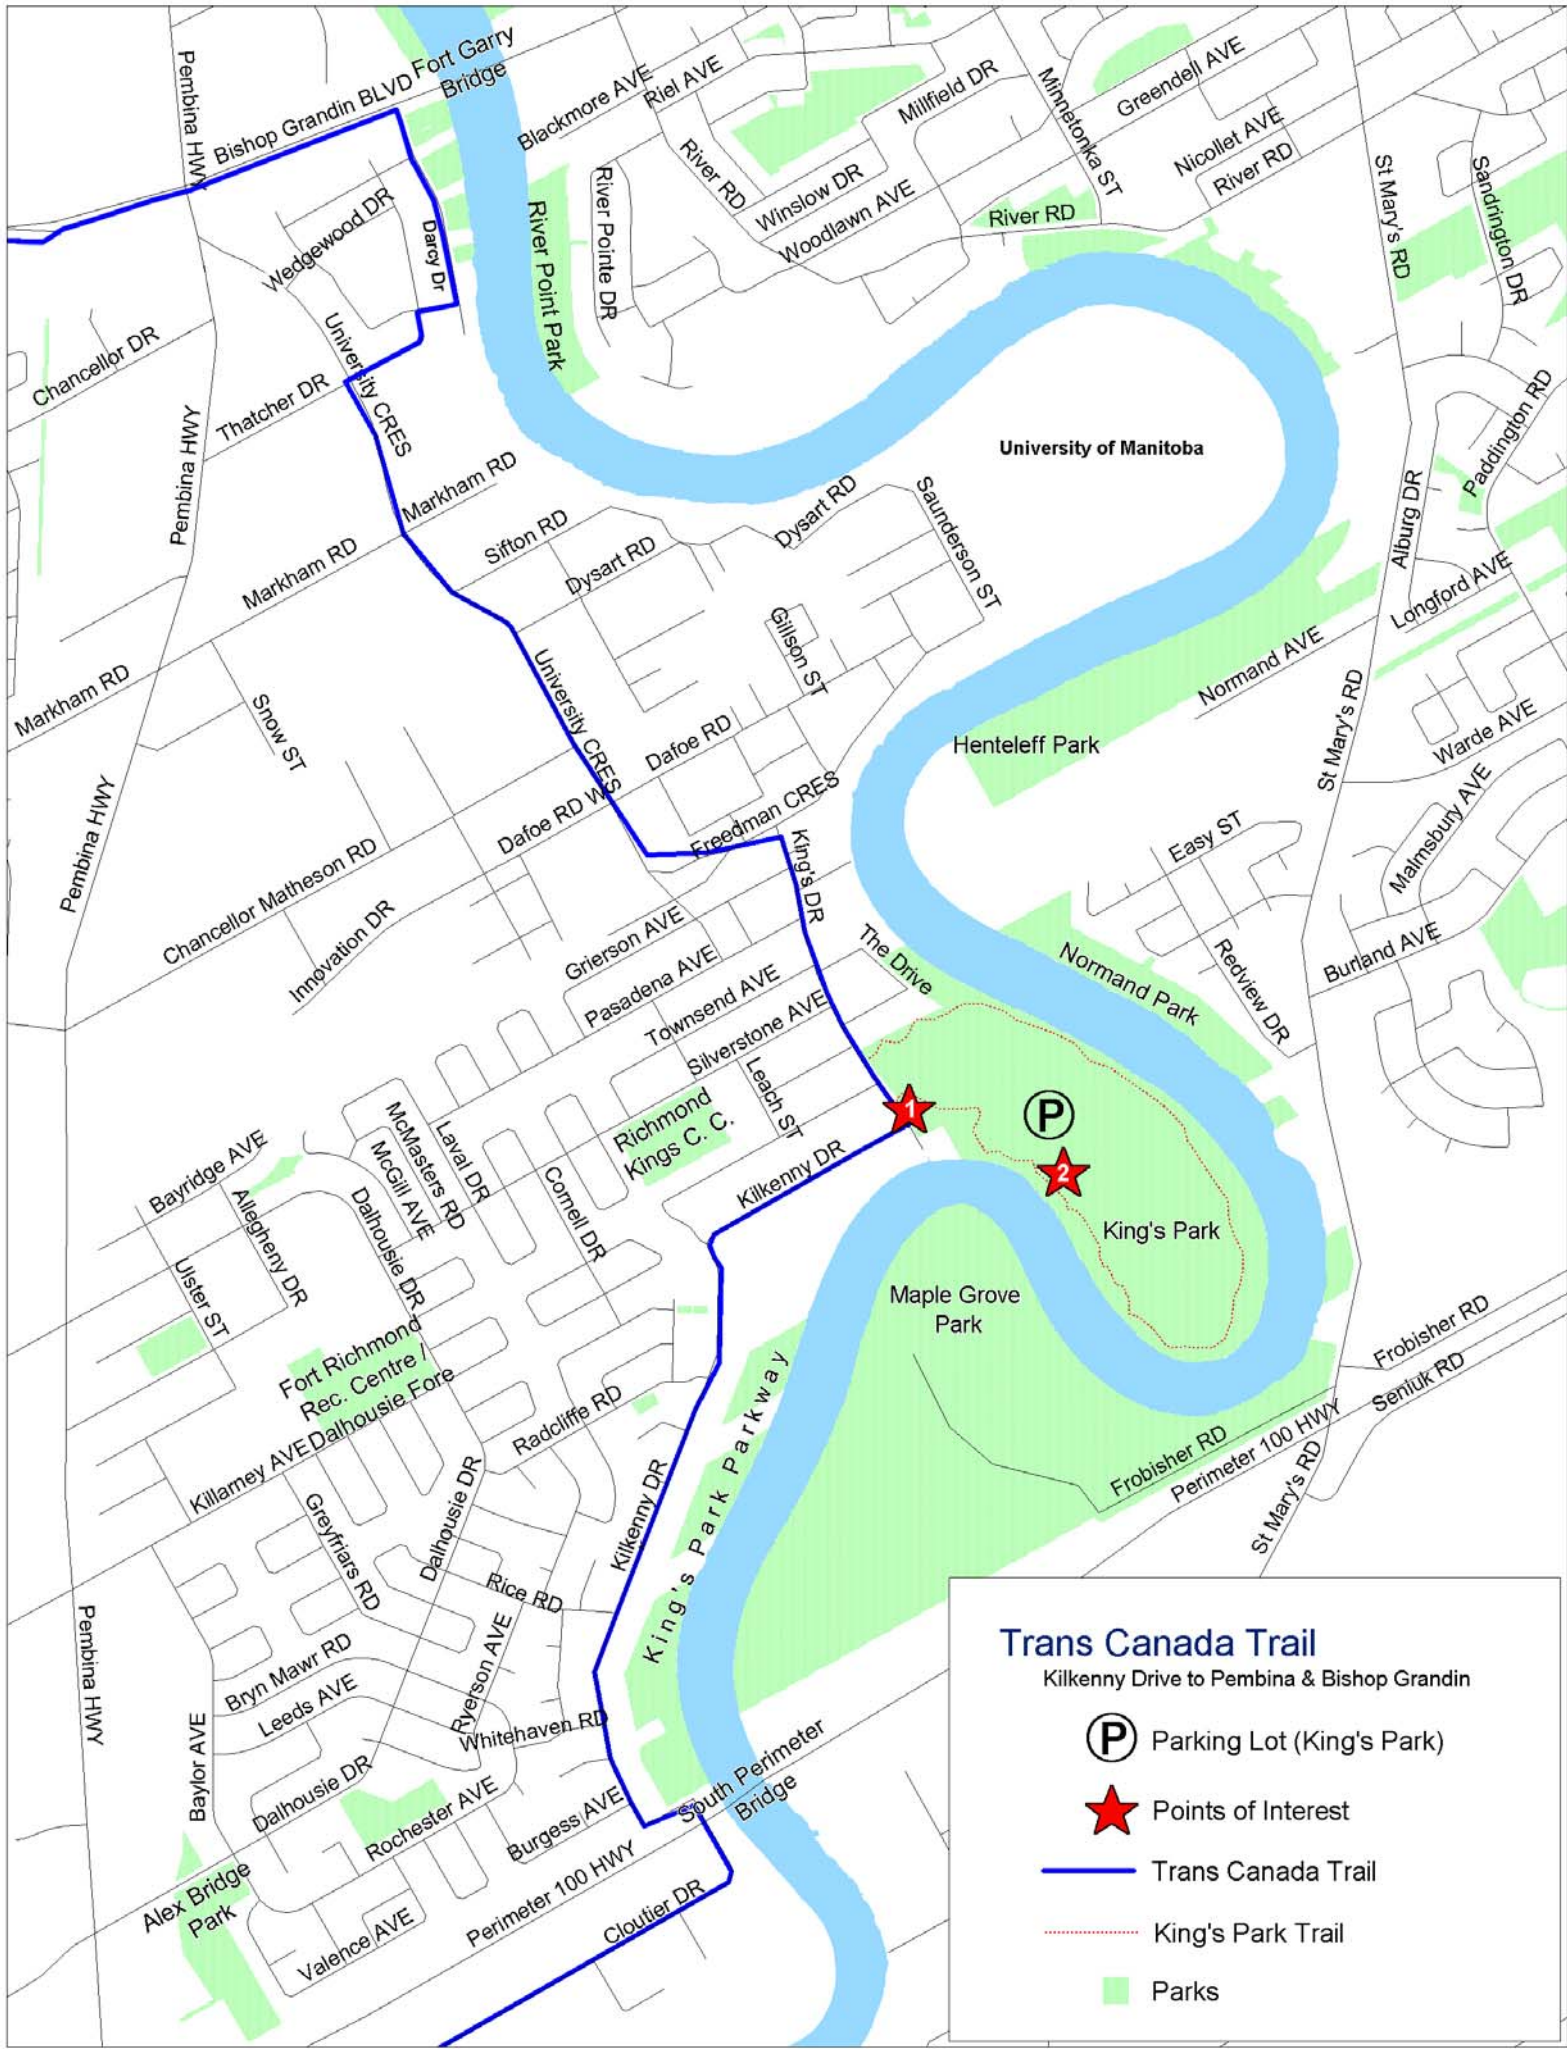 Fort Garry
Bridge
Pembina HWY
Bishop Grandin BLVD
Blackmore AVE
Riel AVE
Millfield DR
Minnetonka ST
Greendell AVE
Nicollet AVE
River RD
River RD
St Mary's RD
Sandrington DR
Winslow DR
Woodlawn AVE
River RD
River Pointe DR
River Point Park
Wedgewood DR
Darcy Dr
Chancellor DR
University CRES
Thatcher DR
Pembina HWY
University of Manitoba
Paddington RD
Alburg DR
Markham RD
Markham RD
Sifton RD
Dysart RD
Dysart RD
Saunderson ST
Longford AVE
Gillson ST
Normand AVE
Markham RD
Snow ST
University CRES
Dafoe RD
Henteleff Park
St Mary's RD
Warde AVE
Pembina HWY
Dafoe RD W
Freedman CRES
Easy ST
Malmsbury AVE
Chancellor Matheson RD
Innovation DR
King's DR
Grierson AVE
Pasadena AVE
The Drive
Normand Park
Redview DR
Burland AVE
Townsend AVE
Silverstone AVE
Leach ST
Richmond
Kings C. C.
1
P
2
McMasters RD
Laval DR
McGill AVE
Bayridge AVE
Allegheny DR
Dalhousie DR
Cornell DR
Kilkenny DR
King's Park
Ulster ST
Maple Grove
Park
Fort Richmond
Rec. Centre /
Dalhousie Fore
Killarney AVE
Radcliffe RD
King's Park Parkway
Frobisher RD
Seniuk RD
Frobisher RD
Perimeter 100 HWY
St Mary's RD
Greyfriars RD
Dalhousie DR
Kilkenny DR
Rice RD
Pembina HWY
Bryn Mawr RD
Leeds AVE
Ryerson AVE
Whitehaven RD
Baylor AVE
Dalhousie DR
Rochester AVE
Burgess AVE
South Perimeter
Bridge
Alex Bridge
Park
Perimeter 100 HWY
Cloutier DR
Valence AVE
Trans Canada Trail
Kilkenny Drive to Pembina & Bishop Grandin
P Parking Lot (King's Park)
Points of Interest
Trans Canada Trail
King's Park Trail
Parks